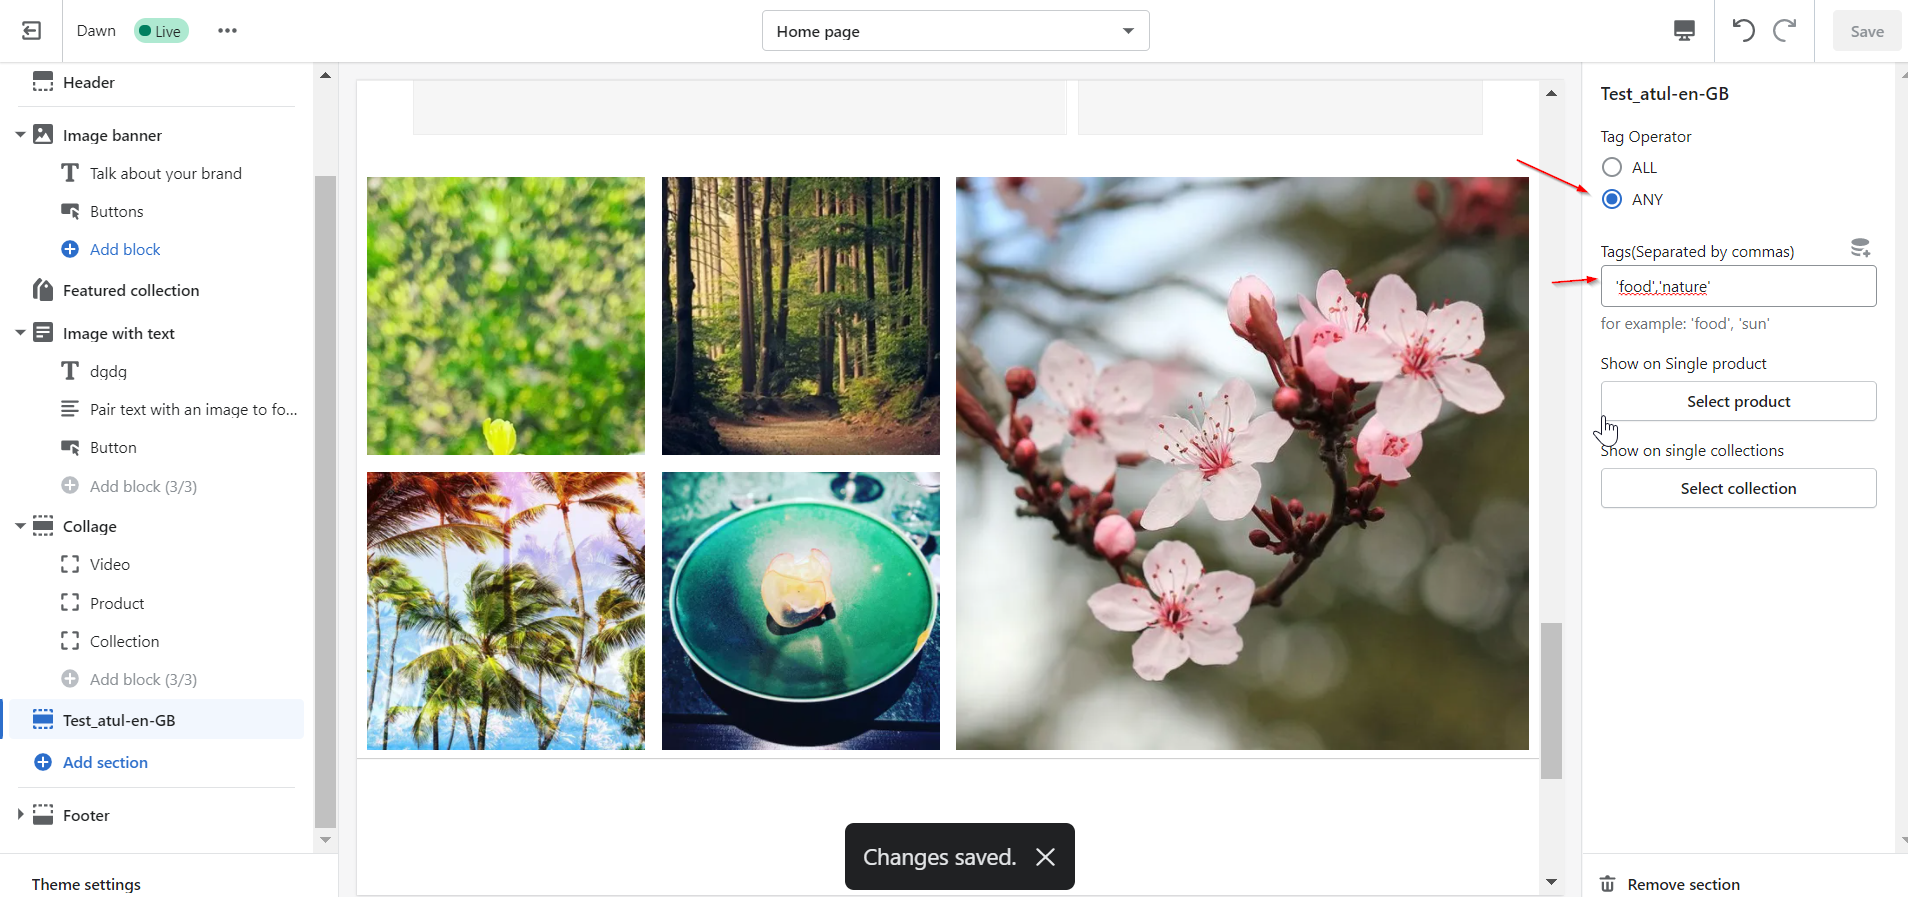 Dawn
Live
Home page
Save
Header
Image banner
Talk about your brand
Buttons
Add block
Featured collection
Image with text
dgdg
Pair text with an image to fo...
Button
Add block (3/3)
Collage
Video
Product
Collection
Add block (3/3)
Test_atul-en-GB
Add section
Footer
Theme settings
Changes saved.
Test_atul-en-GB
Tag Operator
ALL
ANY
Tags(Separated by commas)
'food','nature'
for example: 'food', 'sun'
Show on Single product
Select product
Show on single collections
Select collection
Remove section